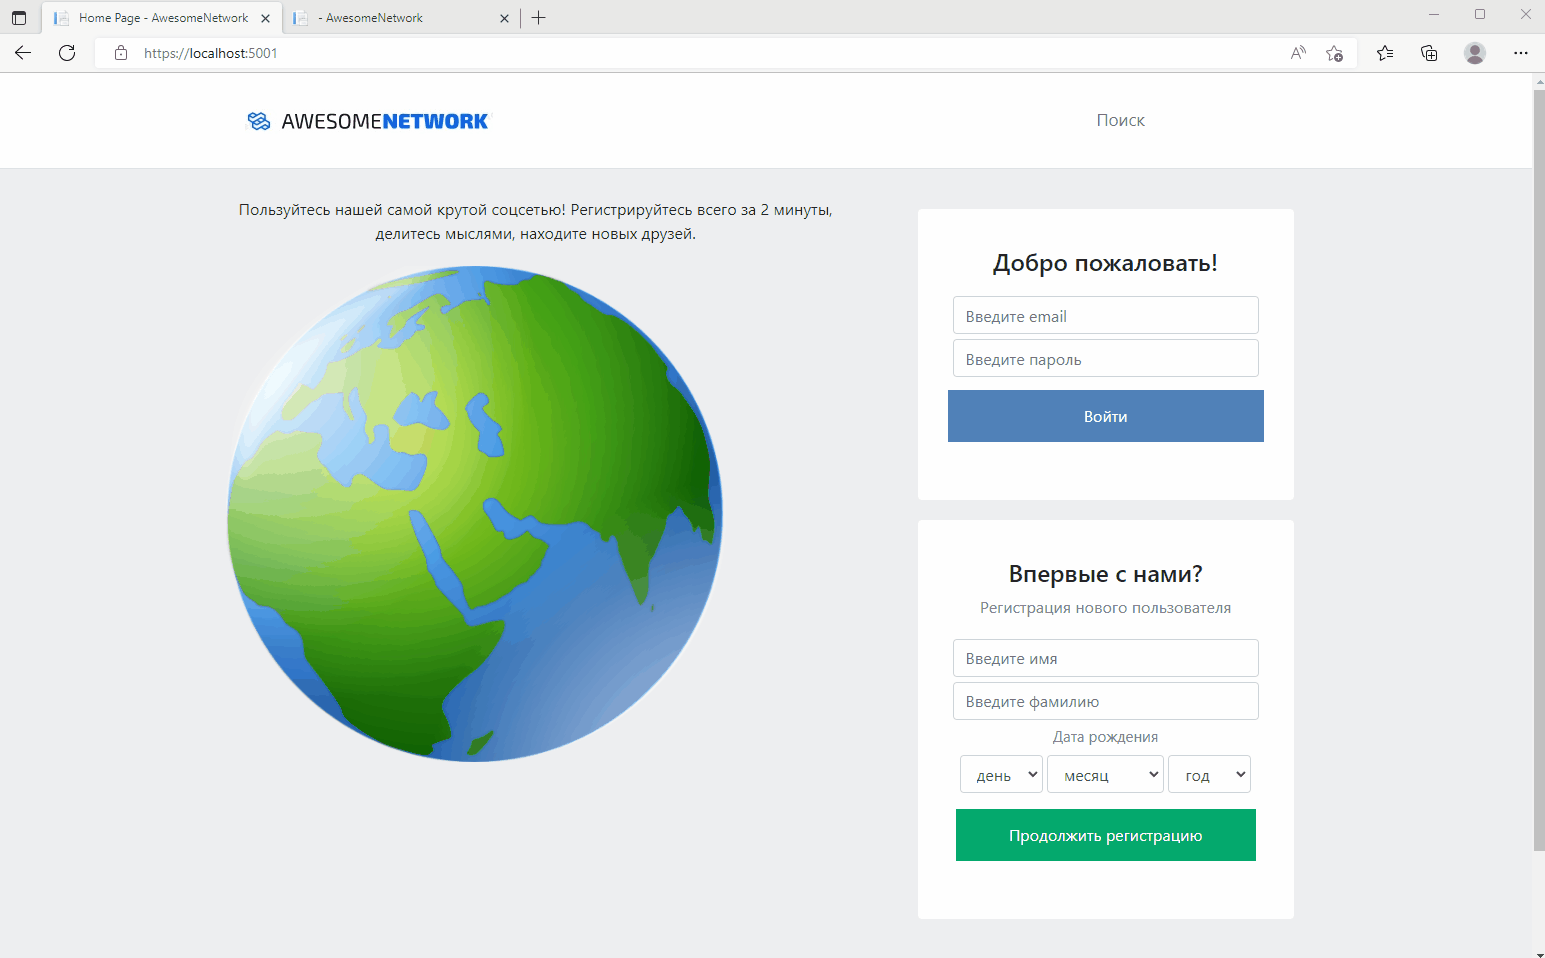 Home Page - AwesomeNetwork
- AwesomeNetwork
https://localhost:5001
AWESOMENETWORK
Поиск
Пользуйтесь нашей самой крутой соцсетью! Регистрируйтесь всего за 2 минуты,
делитесь мыслями, находите новых друзей.
Добро пожаловать!
Введите email
Введите пароль
Войти
Впервые с нами?
Регистрация нового пользователя
Введите имя
Введите фамилию
Дата рождения
день месяц год
Продолжить регистрацию